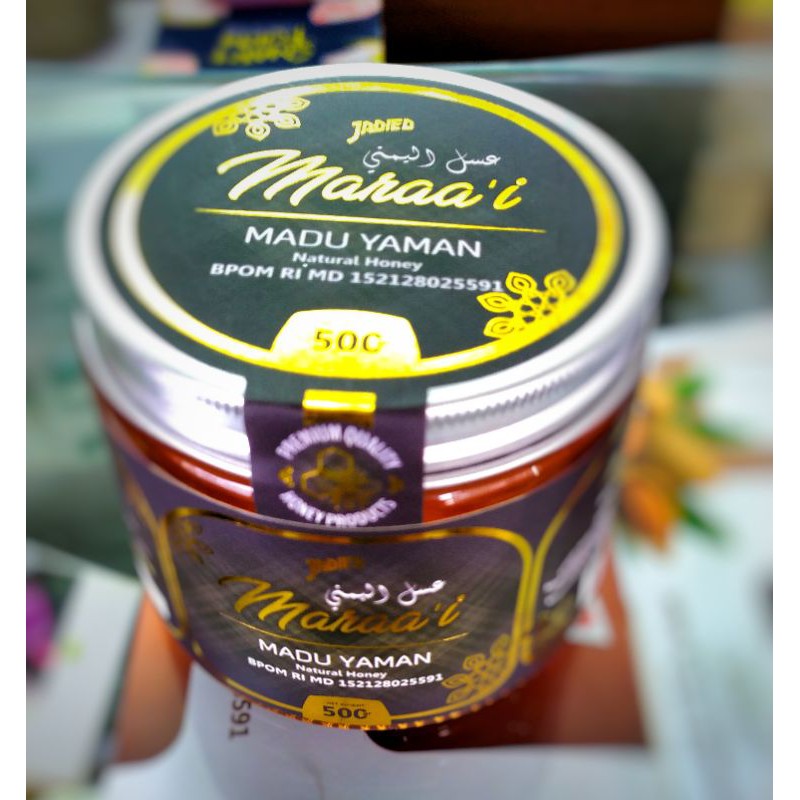 JADIED
عسل اليمني
Maraa'i
MADU YAMAN
Natural Honey
BPOM RI MD 152128025591
500
PREMIUM QUALITY
HONEY PRODUCTS
JADIED
عسل اليمني
Maraa'i
MADU YAMAN
Natural Honey
BPOM RI MD 152128025591
500
591